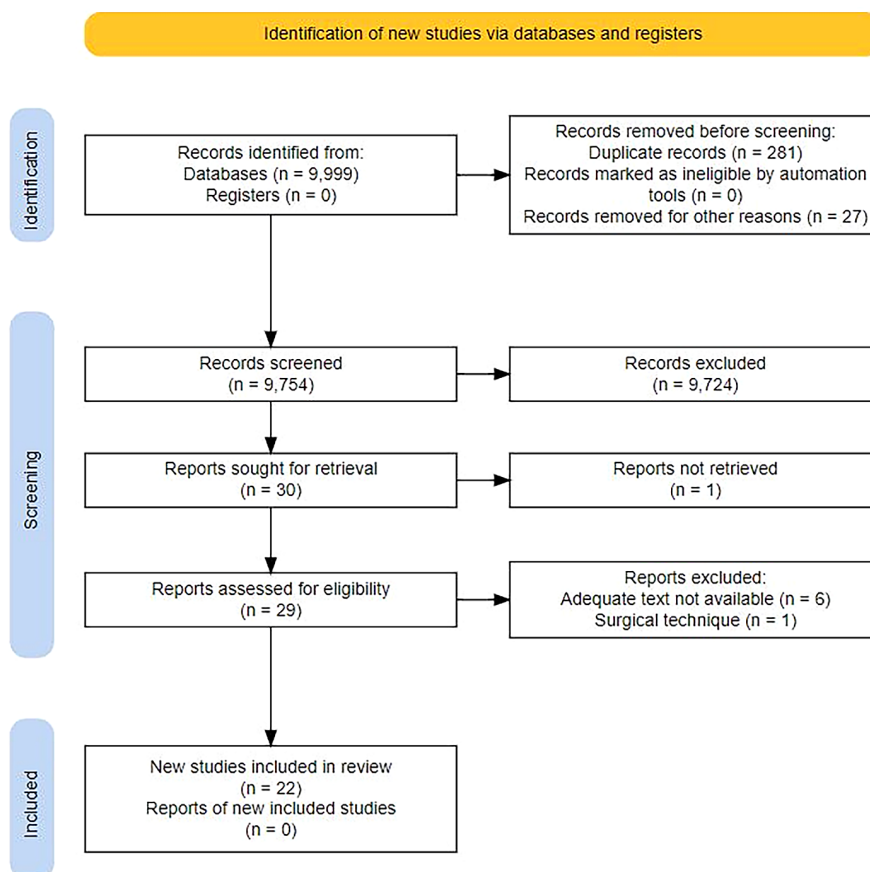 Identification of new studies via databases and registers
Identification
Records identified from:
Databases (n = 9,999)
Registers (n = 0)
Records removed before screening:
Duplicate records (n = 281)
Records marked as ineligible by automation
tools (n = 0)
Records removed for other reasons (n = 27)
Screening
Records screened
(n = 9,754)
Records excluded
(n = 9,724)
Reports sought for retrieval
(n = 30)
Reports not retrieved
(n = 1)
Reports assessed for eligibility
(n = 29)
Reports excluded:
Adequate text not available (n = 6)
Surgical technique (n = 1)
Included
New studies included in review
(n = 22)
Reports of new included studies
(n = 0)